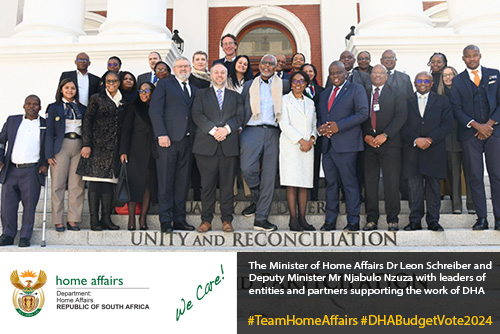 UNITY AND RECONCILIATION
home affairs
Department:
Home Affairs
REPUBLIC OF SOUTH AFRICA
We Care!
The Minister of Home Affairs Dr Leon Schreiber and
Deputy Minister Mr Njabulo Nzuza with leaders of
entities and partners supporting the work of DHA
PARTICIPATION
#TeamHomeAffairs #DHABudgetVote2024